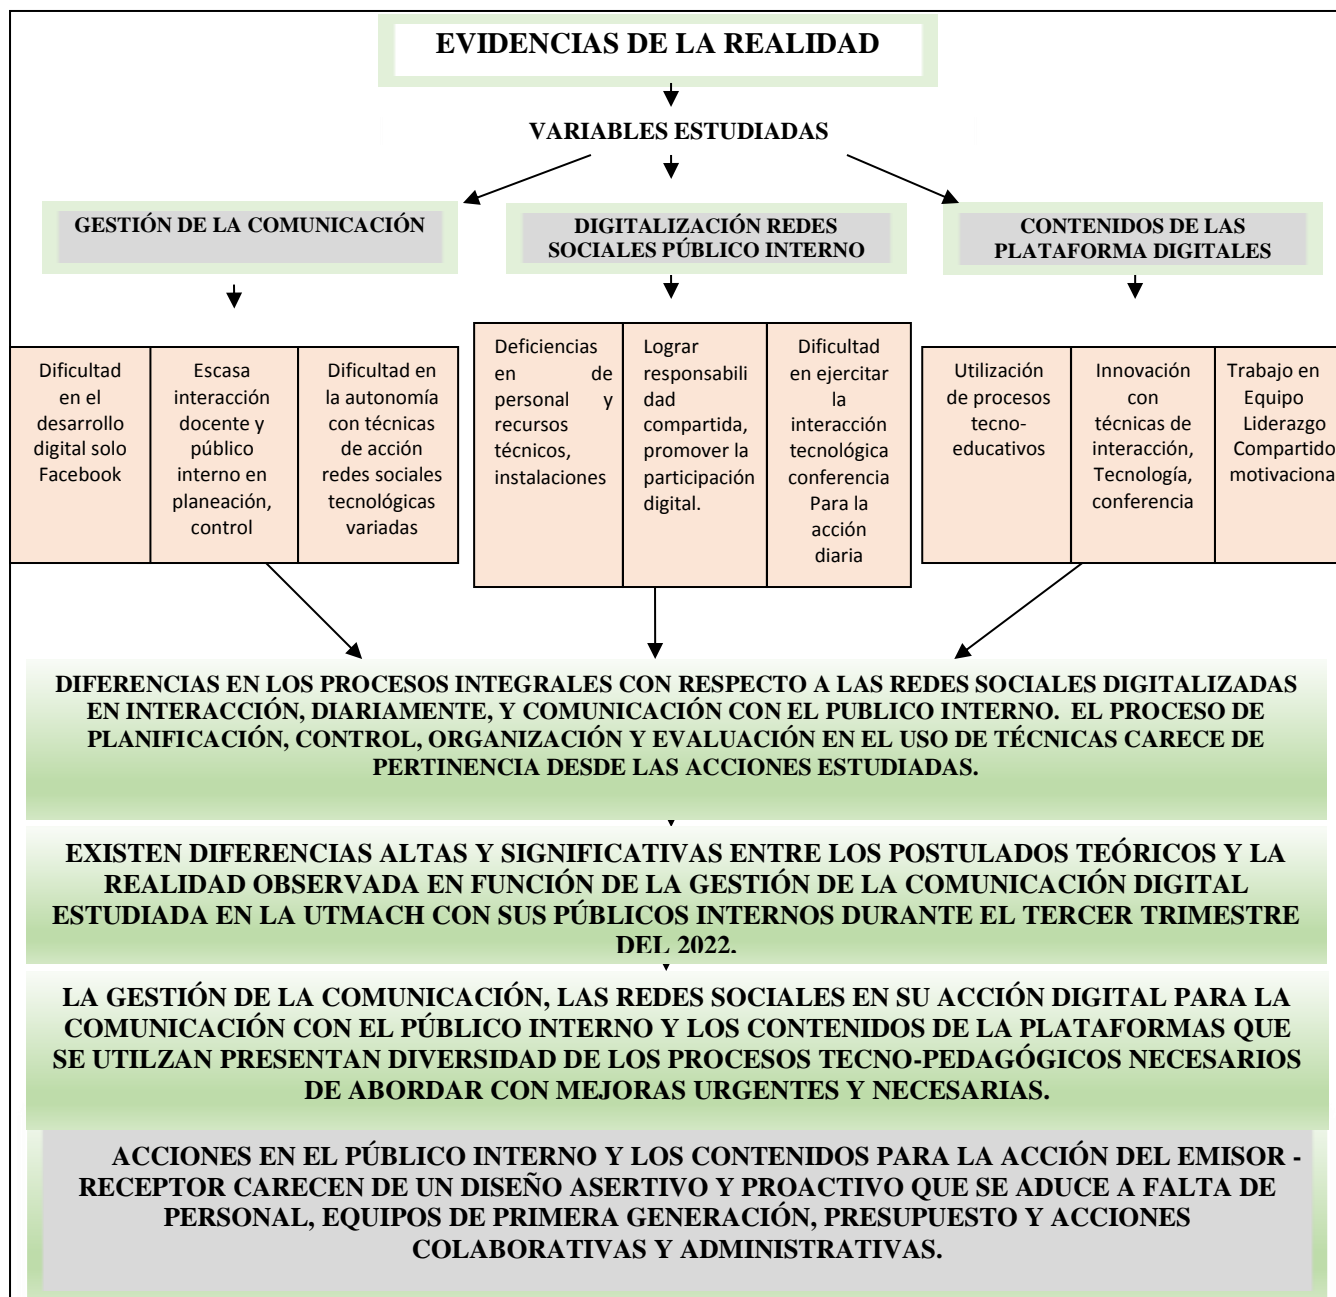 EVIDENCIAS DE LA REALIDAD
VARIABLES ESTUDIADAS
GESTIÓN DE LA COMUNICACIÓN
DIGITALIZACIÓN REDES
SOCIALES PÚBLICO INTERNO
CONTENIDOS DE LAS
PLATAFORMA DIGITALES
Dificultad
en el
desarrollo
digital solo
Facebook
Escasa
interacción
docente y
público
interno en
planeación,
control
Dificultad en
la autonomía
con técnicas
de acción
redes sociales
tecnológicas
variadas
Deficiencias
en de
personal y
recursos
técnicos,
instalaciones
Lograr
responsabili
dad
compartida,
promover la
participación
digital.
Dificultad
en ejercitar
la
interacción
tecnológica
conferencia
Para la
acción
diaria
Utilización
de procesos
tecno-
educativos
Innovación
con
técnicas de
interacción,
Tecnología,
conferencia
Trabajo en
Equipo
Liderazgo
Compartido
motivaciona
DIFERENCIAS EN LOS PROCESOS INTEGRALES CON RESPECTO A LAS REDES SOCIALES DIGITALIZADAS
EN INTERACCIÓN, DIARIAMENTE, Y COMUNICACIÓN CON EL PUBLICO INTERNO. EL PROCESO DE
PLANIFICACIÓN, CONTROL, ORGANIZACIÓN Y EVALUACIÓN EN EL USO DE TÉCNICAS CARECE DE
PERTINENCIA DESDE LAS ACCIONES ESTUDIADAS.
EXISTEN DIFERENCIAS ALTAS Y SIGNIFICATIVAS ENTRE LOS POSTULADOS TEÓRICOS Y LA
REALIDAD OBSERVADA EN FUNCIÓN DE LA GESTIÓN DE LA COMUNICACIÓN DIGITAL
ESTUDIADA EN LA UTMACH CON SUS PÚBLICOS INTERNOS DURANTE EL TERCER TRIMESTRE
DEL 2022.
LA GESTIÓN DE LA COMUNICACIÓN, LAS REDES SOCIALES EN SU ACCIÓN DIGITAL PARA LA
COMUNICACIÓN CON EL PÚBLICO INTERNO Y LOS CONTENIDOS DE LA PLATAFORMAS QUE
SE UTILZAN PRESENTAN DIVERSIDAD DE LOS PROCESOS TECNO-PEDAGÓGICOS NECESARIOS
DE ABORDAR CON MEJORAS URGENTES Y NECESARIAS.
ACCIONES EN EL PÚBLICO INTERNO Y LOS CONTENIDOS PARA LA ACCIÓN DEL EMISOR -
RECEPTOR CARECEN DE UN DISEÑO ASERTIVO Y PROACTIVO QUE SE ADUCE A FALTA DE
PERSONAL, EQUIPOS DE PRIMERA GENERACIÓN, PRESUPUESTO Y ACCIONES
COLABORATIVAS Y ADMINISTRATIVAS.